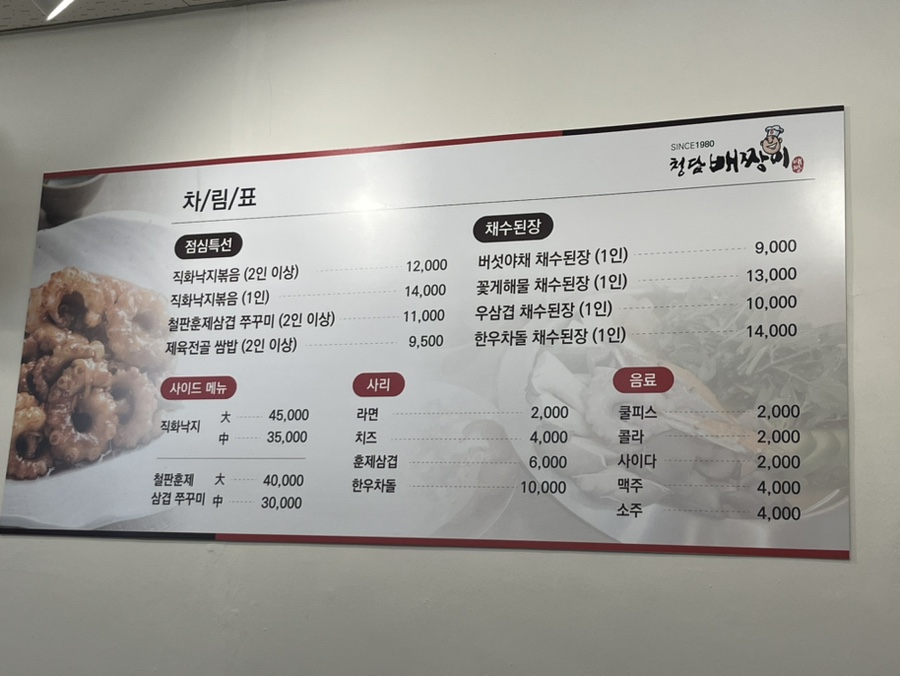 SINCE1980
청담 배짱이
차/림/표
점심특선
직화낙지볶음 (2인 이상) 12,000
직화낙지볶음 (1인) 14,000
철판훈제삼겹 쭈꾸미 (2인 이상) 11,000
제육전골 쌈밥 (2인 이상) 9,500
채수된장
버섯야채 채수된장 (1인) 9,000
꽃게해물 채수된장 (1인) 13,000
우삼겹 채수된장 (1인) 10,000
한우차돌 채수된장 (1인) 14,000
사이드 메뉴
직화낙지 大 45,000
中 35,000
철판훈제 大 40,000
삼겹 쭈꾸미 中 30,000
사리
라면 2,000
치즈 4,000
훈제삼겹 6,000
한우차돌 10,000
음료
쿨피스 2,000
콜라 2,000
사이다 2,000
맥주 4,000
소주 4,000